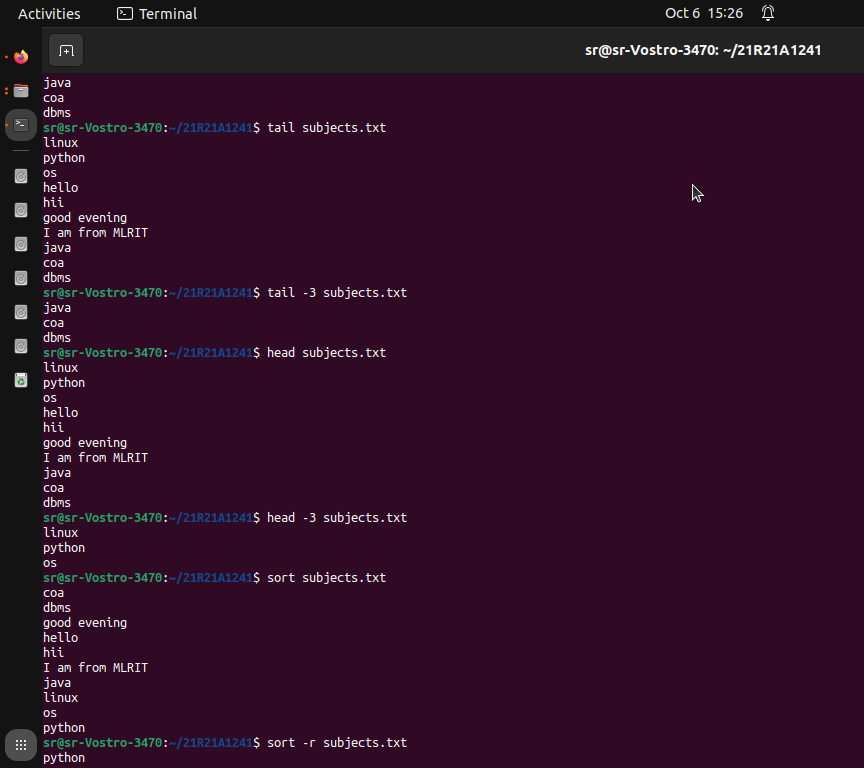 Activities
Terminal
Oct 6 15:26
sr@sr-Vostro-3470: ~/21R21A1241
java
coa
dbms
sr@sr-Vostro-3470:~/21R21A1241$ tail subjects.txt
linux
python
os
hello
hii
good evening
I am from MLRIT
java
coa
dbms
sr@sr-Vostro-3470:~/21R21A1241$ tail -3 subjects.txt
java
coa
dbms
sr@sr-Vostro-3470:~/21R21A1241$ head subjects.txt
linux
python
os
hello
hii
good evening
I am from MLRIT
java
coa
dbms
sr@sr-Vostro-3470:~/21R21A1241$ head -3 subjects.txt
linux
python
os
sr@sr-Vostro-3470:~/21R21A1241$ sort subjects.txt
coa
dbms
good evening
hello
hii
I am from MLRIT
java
linux
os
python
sr@sr-Vostro-3470:~/21R21A1241$ sort -r subjects.txt
python